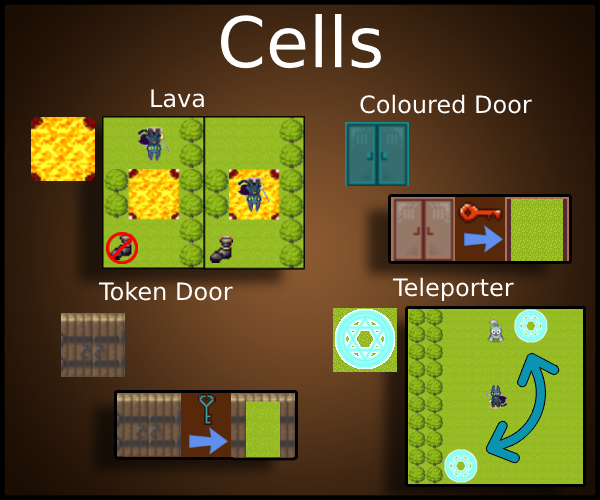 Cells
Lava
Coloured Door
Token Door
Teleporter